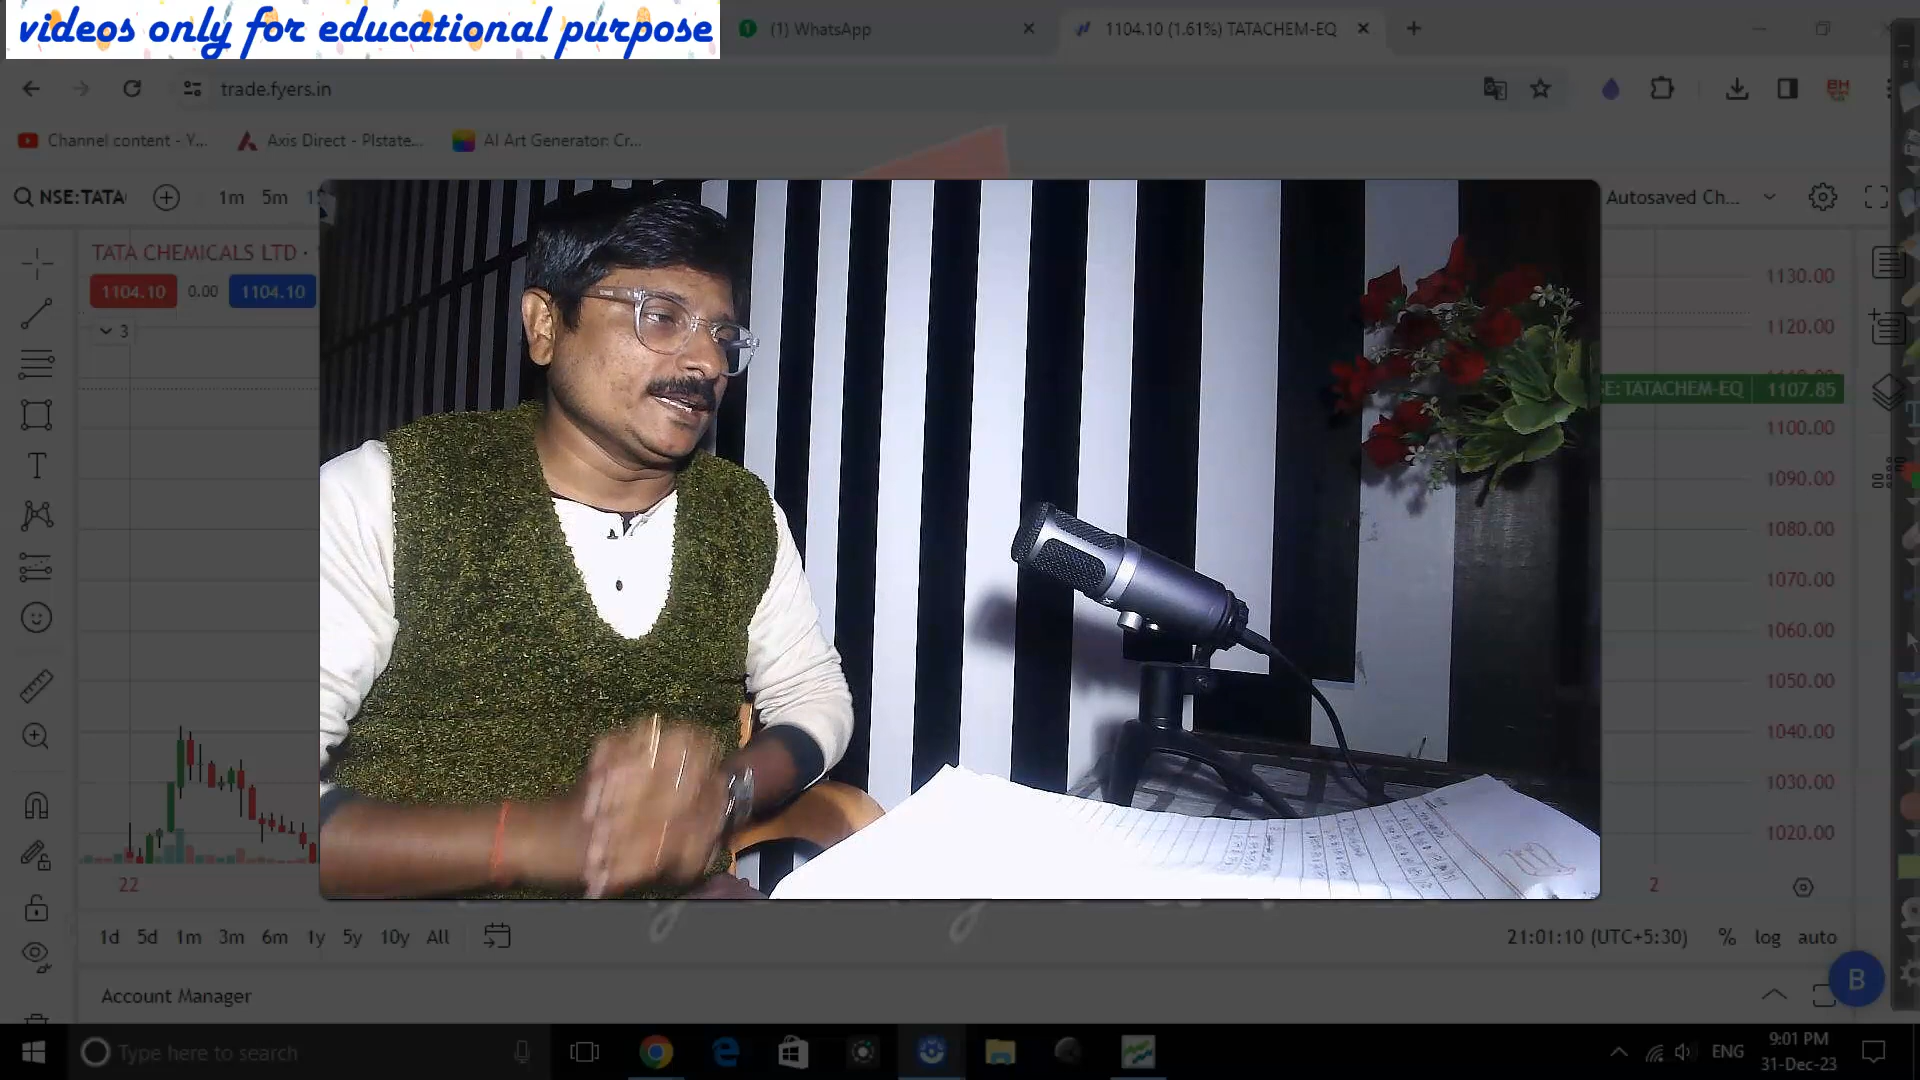 videos only for educational purpose
(1) WhatsApp
1104.10 (1.61%) TATACHEM-EQ
trade.fyers.in
Channel content - Y...
Axis Direct - Plstate...
AI Art Generator: Cr...
NSE:TATA
1m 5m
Autosaved Ch...
TATA CHEMICALS LTD ·
1104.10 0.00 1104.10
3
1130.00
1120.00
TATACHEM-EQ 1107.85
1100.00
1090.00
1080.00
1070.00
1060.00
1050.00
1040.00
1030.00
1020.00
22
2
1d 5d 1m 3m 6m 1y 5y 10y All
21:01:10 (UTC+5:30) % log auto
Account Manager
B
Type here to search
ENG
9:01 PM
31-Dec-23